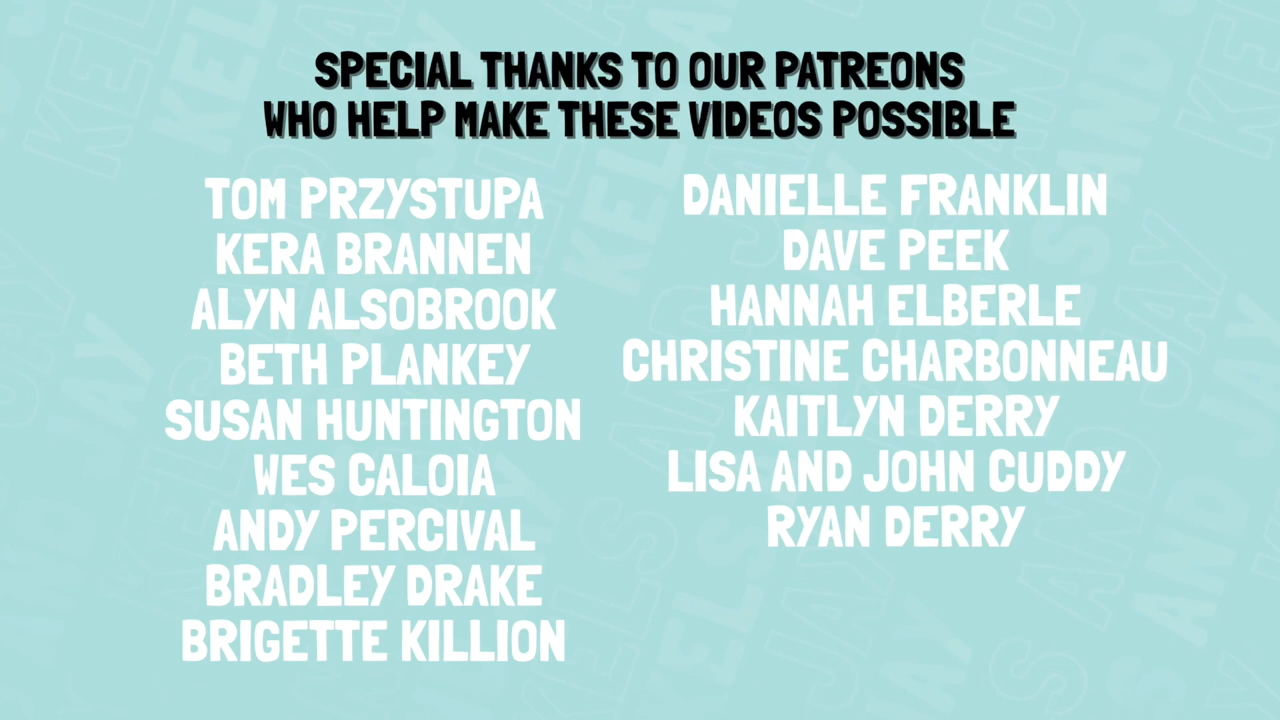 SPECIAL THANKS TO OUR PATREONS
WHO HELP MAKE THESE VIDEOS POSSIBLE
TOM PRZYSTUPA
KERA BRANNEN
ALYN ALSOBROOK
BETH PLANKEY
SUSAN HUNTINGTON
WES CALOIA
ANDY PERCIVAL
BRADLEY DRAKE
BRIGETTE KILLION
DANIELLE FRANKLIN
DAVE PEEK
HANNAH ELBERLE
CHRISTINE CHARBONNEAU
KAITLYN DERRY
LISA AND JOHN CUDDY
RYAN DERRY